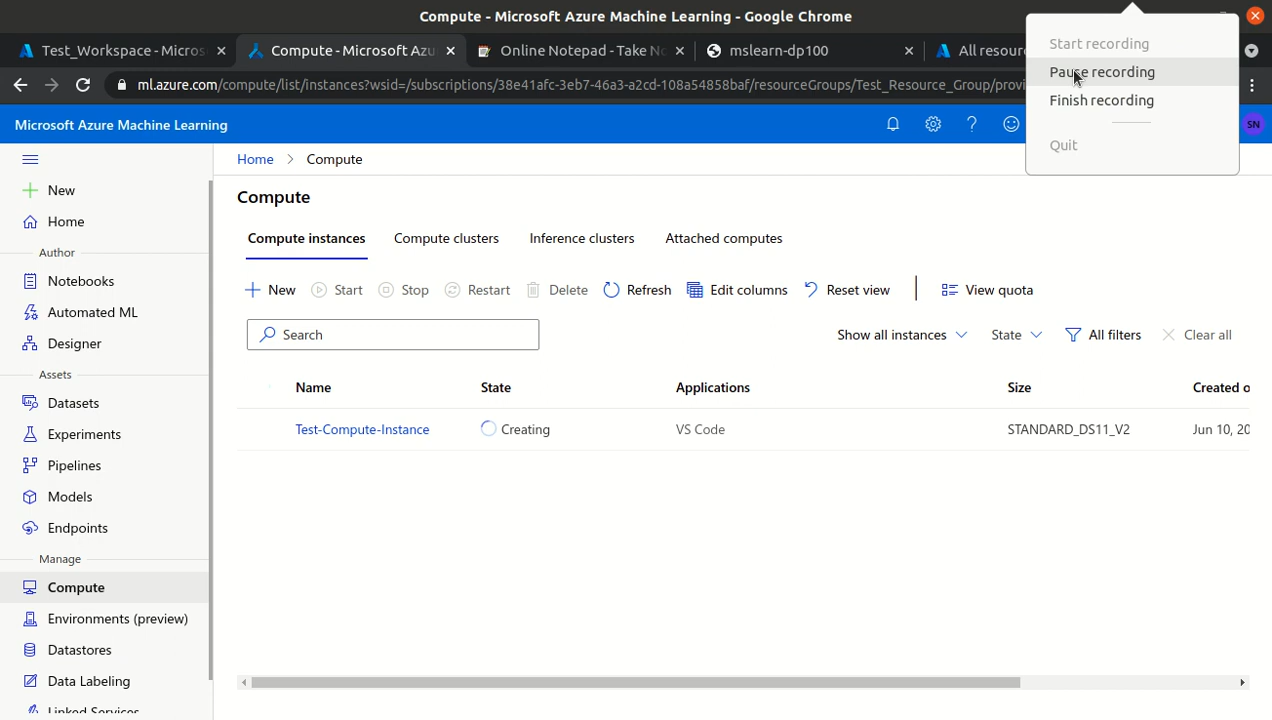 Compute - Microsoft Azure Machine Learning - Google Chrome
Test_Workspace - Micros
Compute - Microsoft Azu
Online Notepad - Take No
mslearn-dp100
All resour
ml.azure.com/compute/list/instances?wsid=/subscriptions/38e41afc-3eb7-46a3-a2cd-108a54858baf/resourceGroups/Test_Resource_Group/provi
Start recording
Pause recording
Finish recording
Quit
Microsoft Azure Machine Learning
SN
Home
Compute
New
Home
Author
Notebooks
Automated ML
Designer
Assets
Datasets
Experiments
Pipelines
Models
Endpoints
Manage
Compute
Environments (preview)
Datastores
Data Labeling
Linked Services
Compute
Compute instances Compute clusters Inference clusters Attached computes
New Start Stop Restart Delete Refresh Edit columns Reset view View quota
Search Show all instances State All filters Clear all
Name State Applications Size Created o
Test-Compute-Instance Creating VS Code STANDARD_DS11_V2 Jun 10, 20